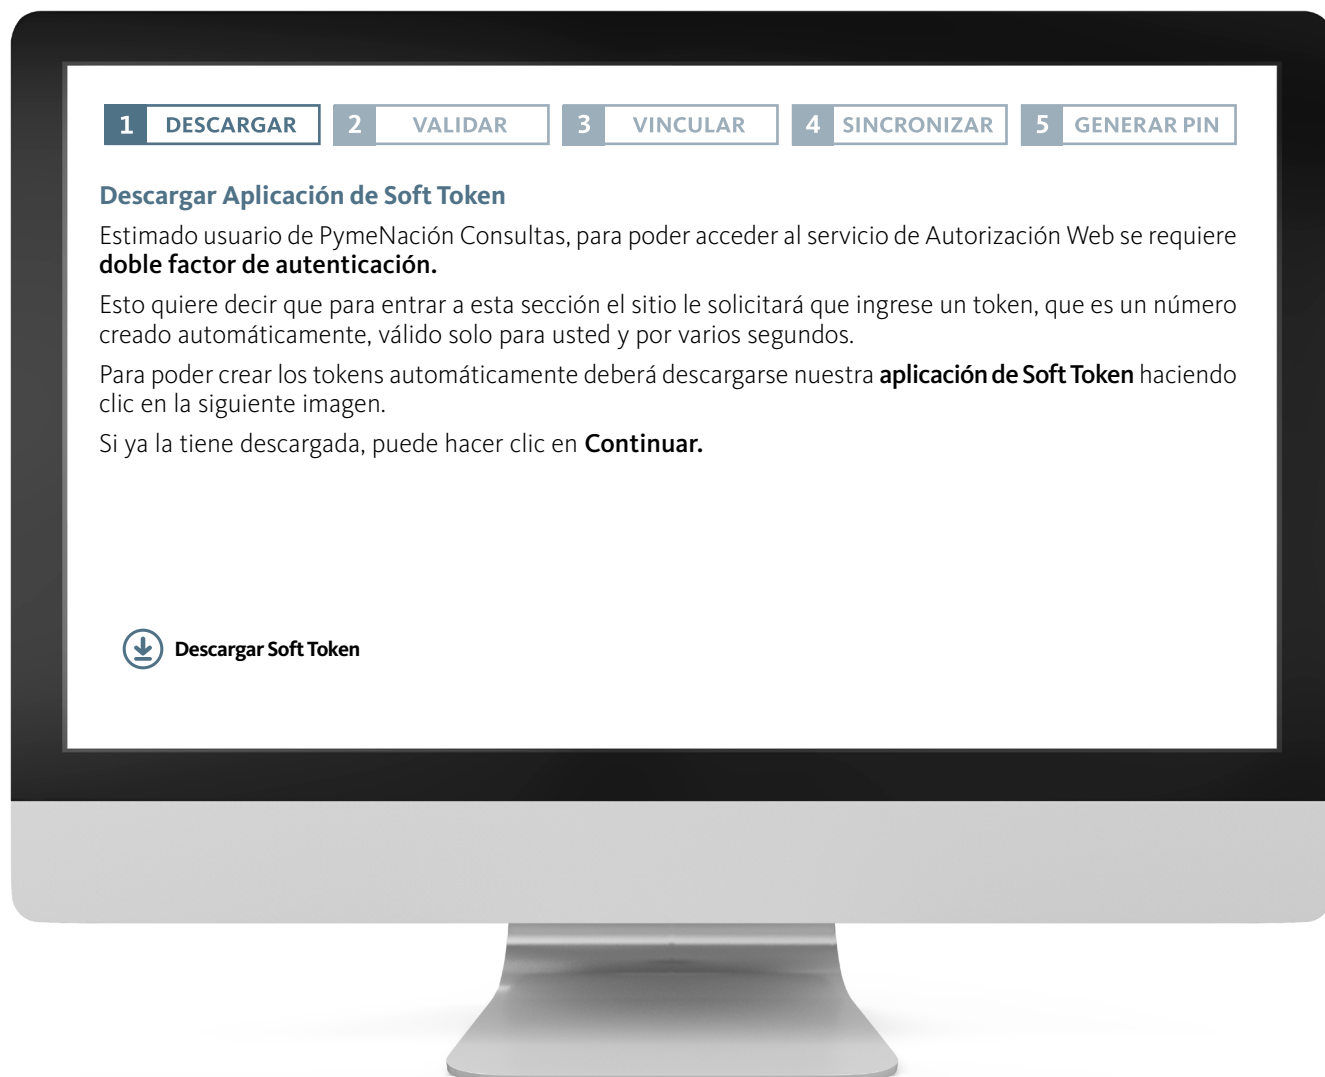 1 DESCARGAR 2 VALIDAR 3 VINCULAR 4 SINCRONIZAR 5 GENERAR PIN
Descargar Aplicación de Soft Token
Estimado usuario de PymeNación Consultas, para poder acceder al servicio de Autorización Web se requiere
doble factor de autenticación.
Esto quiere decir que para entrar a esta sección el sitio le solicitará que ingrese un token, que es un número
creado automáticamente, válido solo para usted y por varios segundos.
Para poder crear los tokens automáticamente deberá descargarse nuestra aplicación de Soft Token haciendo
clic en la siguiente imagen.
Si ya la tiene descargada, puede hacer clic en Continuar.
Descargar Soft Token